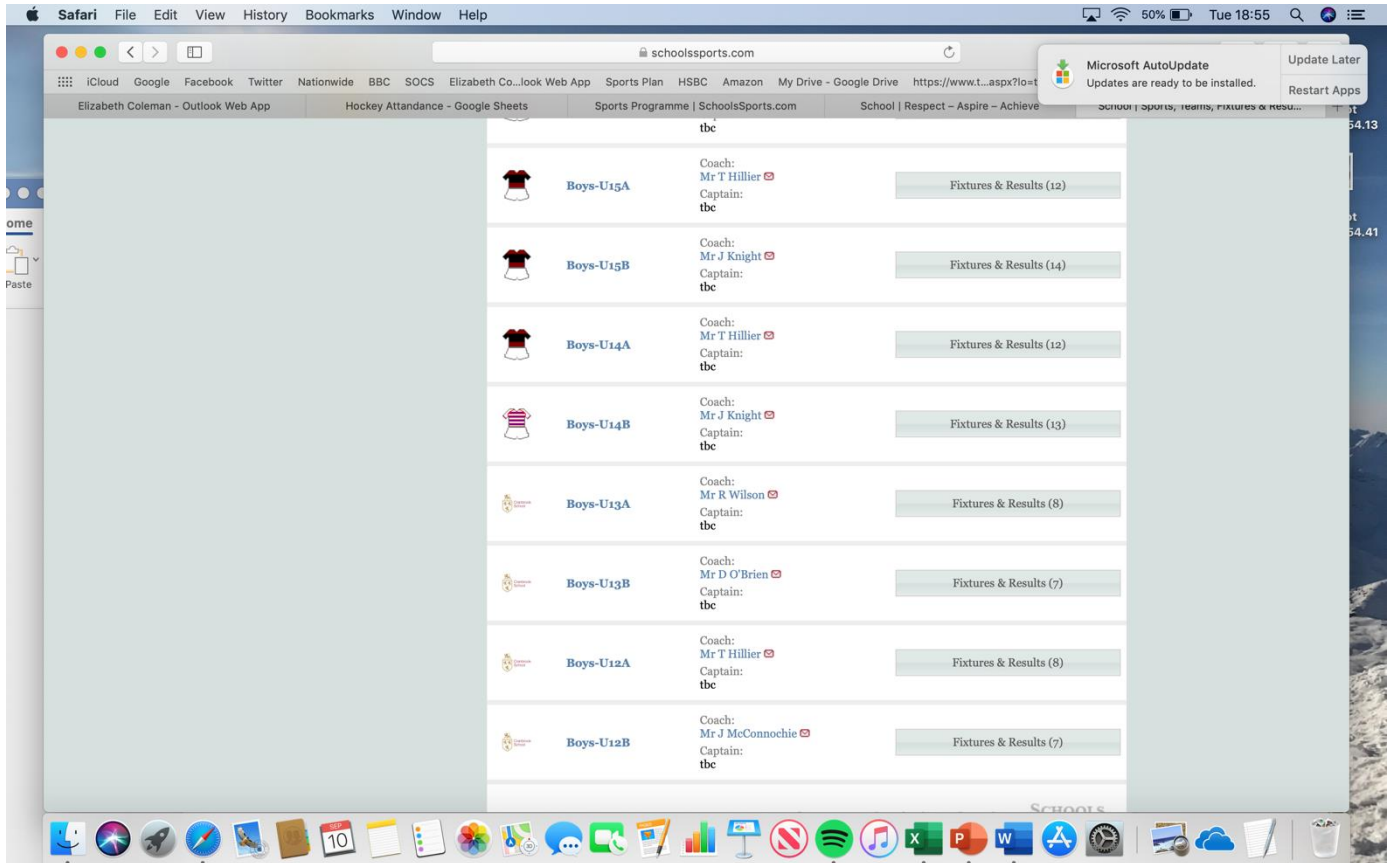 Safari File Edit View History Bookmarks Window Help
50% Tue 18:55
schoolssports.com
Microsoft AutoUpdate
Updates are ready to be installed.
Update Later
Restart Apps
iCloud Google Facebook Twitter Nationwide BBC SOCS Elizabeth Co...look Web App Sports Plan HSBC Amazon My Drive - Google Drive https://www.t...aspx?lo=t
Elizabeth Coleman - Outlook Web App
Hockey Attandance - Google Sheets
Sports Programme | SchoolsSports.com
School | Respect – Aspire – Achieve
School | Sports, Teams, Fixtures & Resu...
54.13
54.41
ome
Paste
tbc
Boys-U15A
Coach:
Mr T Hillier
Captain:
tbc
Fixtures & Results (12)
Boys-U15B
Coach:
Mr J Knight
Captain:
tbc
Fixtures & Results (14)
Boys-U14A
Coach:
Mr T Hillier
Captain:
tbc
Fixtures & Results (12)
Boys-U14B
Coach:
Mr J Knight
Captain:
tbc
Fixtures & Results (13)
Boys-U13A
Coach:
Mr R Wilson
Captain:
tbc
Fixtures & Results (8)
Boys-U13B
Coach:
Mr D O'Brien
Captain:
tbc
Fixtures & Results (7)
Boys-U12A
Coach:
Mr T Hillier
Captain:
tbc
Fixtures & Results (8)
Boys-U12B
Coach:
Mr J McConnochie
Captain:
tbc
Fixtures & Results (7)
SCHOOLS
SEP
10